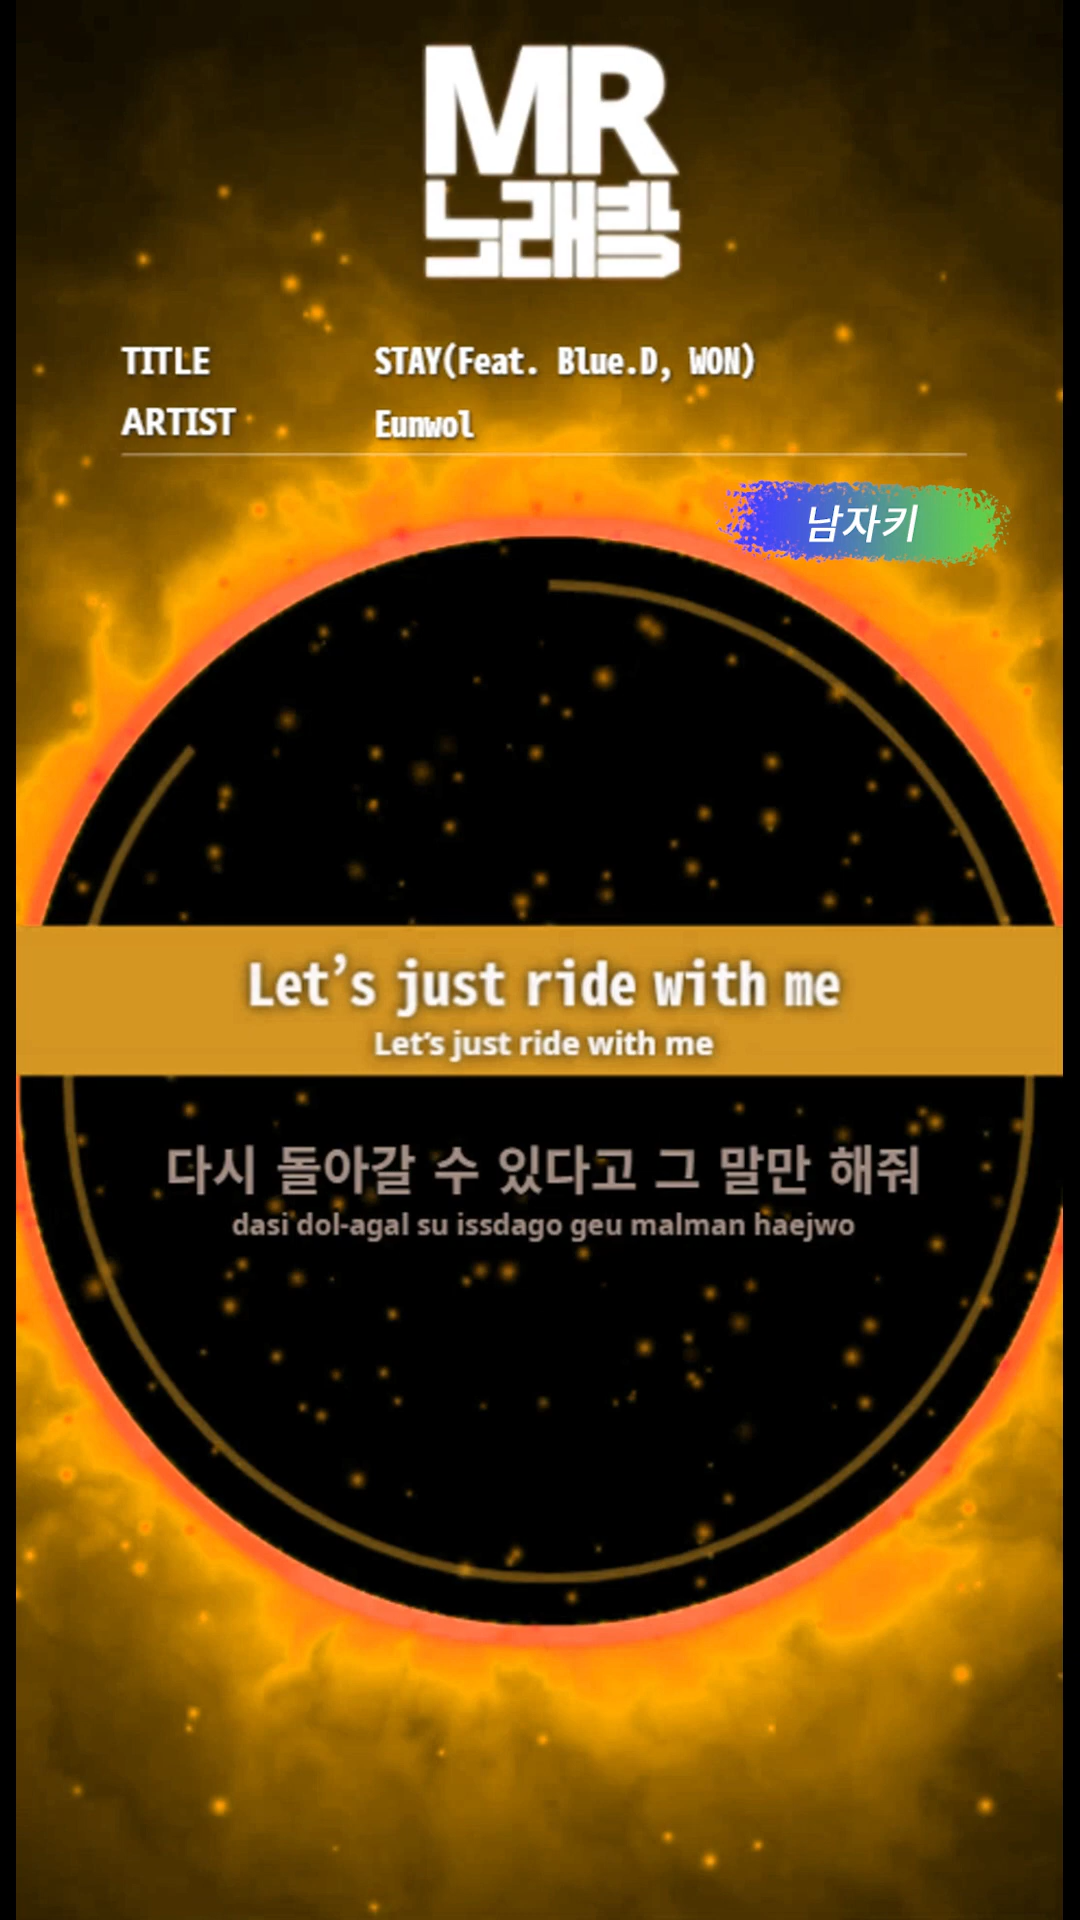 MR
노래방
TITLE STAY(Feat. Blue.D, WON)
ARTIST Eunwol
남자키
Let’s just ride with me
Let’s just ride with me
다시 돌아갈 수 있다고 그 말만 해줘
dasi dol-agal su issdago geu malman haejwo